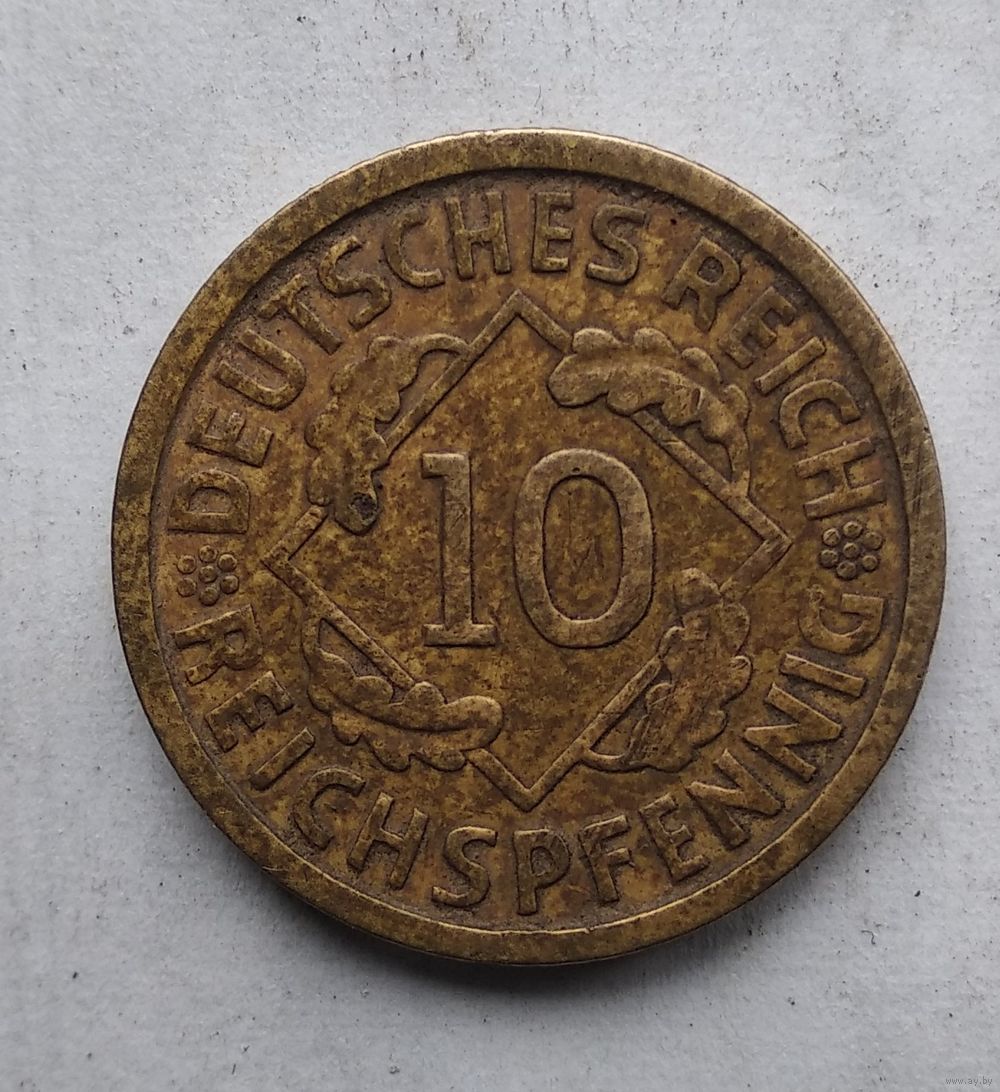 DEUTSCHES REICH
10
REICHSPFENNIG
www.ay.by